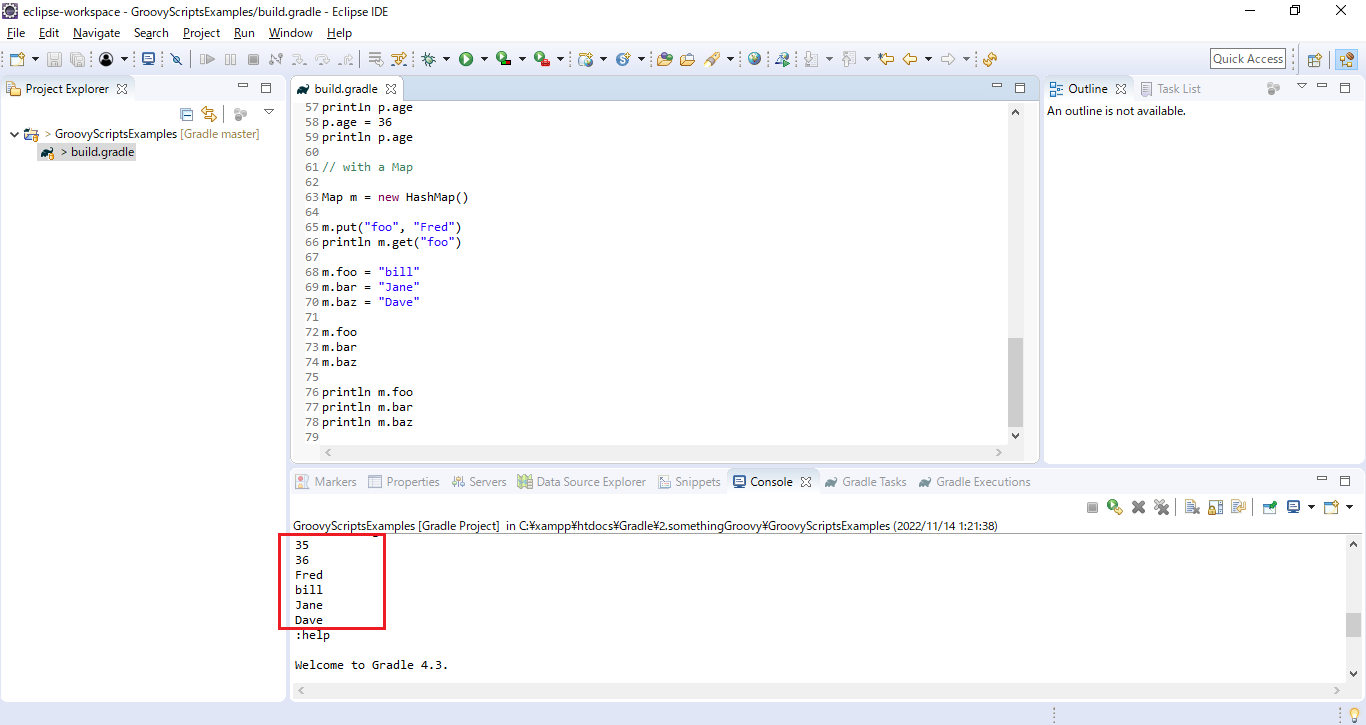 eclipse-workspace - GroovyScriptsExamples/build.gradle - Eclipse IDE
File Edit Navigate Search Project Run Window Help
Quick Access
Project Explorer
> GroovyScriptsExamples [Gradle master]
> build.gradle
build.gradle
57 println p.age
58 p.age = 36
59 println p.age
60
61 // with a Map
62
63 Map m = new HashMap()
64
65 m.put("foo", "Fred")
66 println m.get("foo")
67
68 m.foo = "bill"
69 m.bar = "Jane"
70 m.baz = "Dave"
71
72 m.foo
73 m.bar
74 m.baz
75
76 println m.foo
77 println m.bar
78 println m.baz
79
Outline Task List
An outline is not available.
Markers Properties Servers Data Source Explorer Snippets Console Gradle Tasks Gradle Executions
GroovyScriptsExamples [Gradle Project] in C:¥xampp¥htdocs¥Gradle¥2.somethingGroovy¥GroovyScriptsExamples (2022/11/14 1:21:38)
35
36
Fred
bill
Jane
Dave
:help
Welcome to Gradle 4.3.